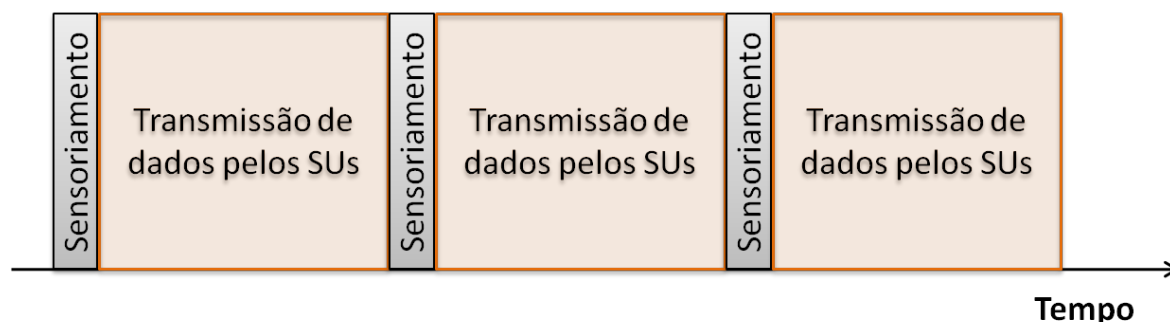 Sensoriamento
Transmissão de
dados pelos SUs
Sensoriamento
Transmissão de
dados pelos SUs
Sensoriamento
Transmissão de
dados pelos SUs
Tempo